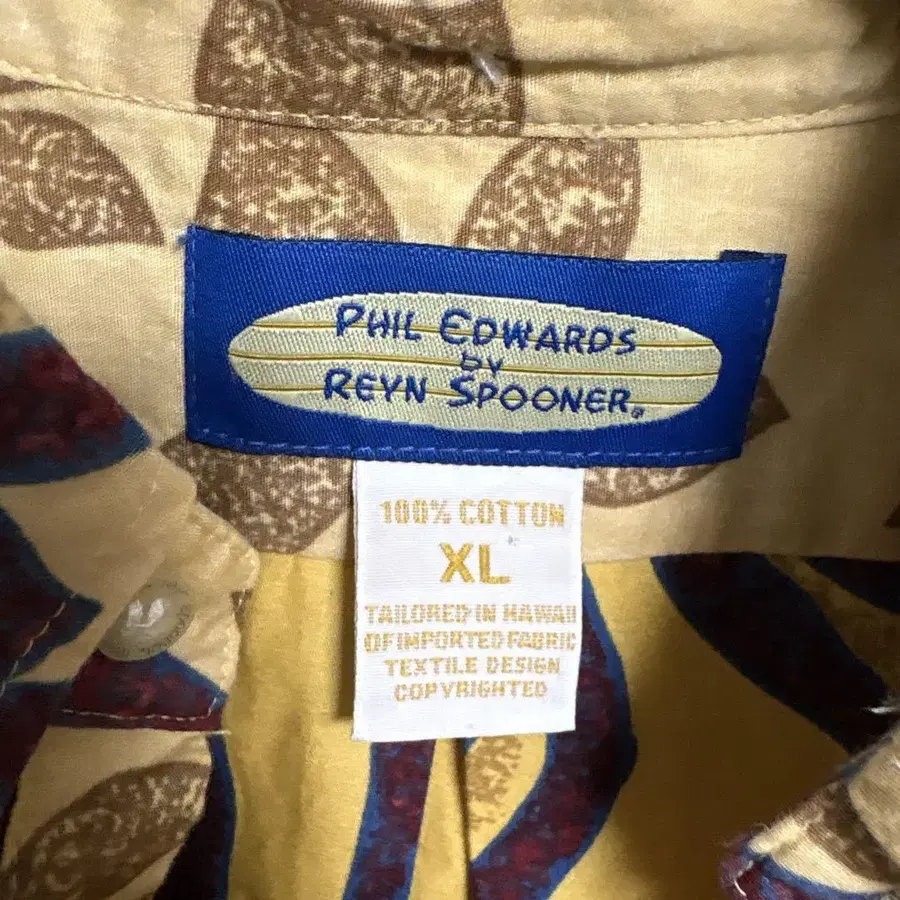 PHIL EDWARDS
BY
REYN SPOONER®
100% COTTON
XL
TAILORED IN HAWAII
OF IMPORTED FABRIC
TEXTILE DESIGN
COPYRIGHTED